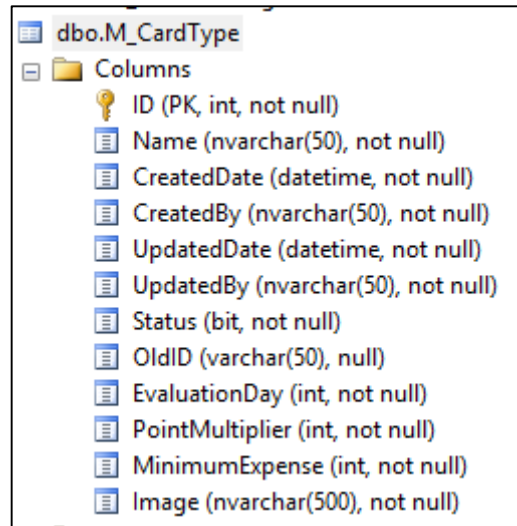 dbo.M_CardType
Columns
ID (PK, int, not null)
Name (nvarchar(50), not null)
CreatedDate (datetime, not null)
CreatedBy (nvarchar(50), not null)
UpdatedDate (datetime, not null)
UpdatedBy (nvarchar(50), not null)
Status (bit, not null)
OldID (varchar(50), null)
EvaluationDay (int, not null)
PointMultiplier (int, not null)
MinimumExpense (int, not null)
Image (nvarchar(500), not null)